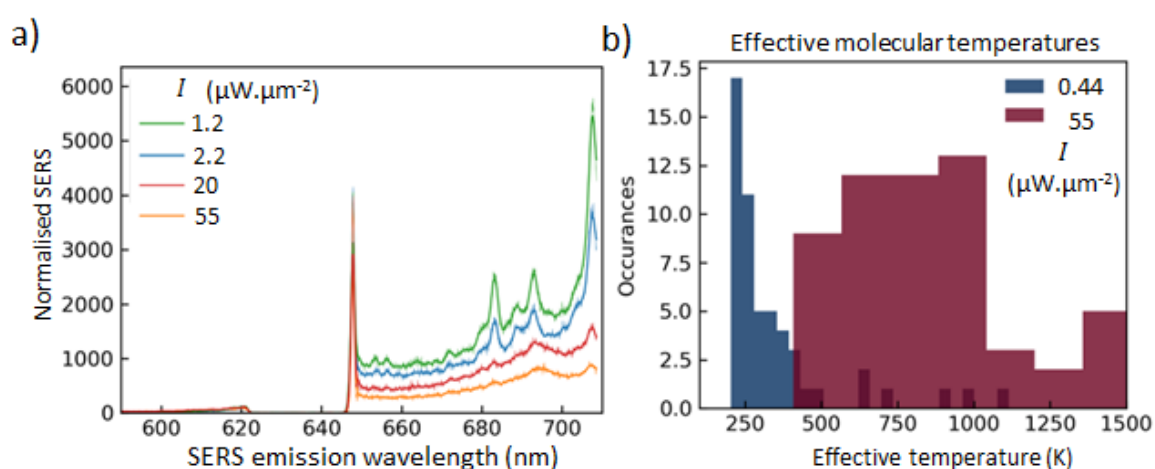 a)
I (μW.μm⁻²)
1.2
2.2
20
55
Normalised SERS
6000
5000
4000
3000
2000
1000
0
600 620 640 660 680 700
SERS emission wavelength (nm)
b)
Effective molecular temperatures
0.44
55
I
(μW.μm⁻²)
Occurances
17.5
15.0
12.5
10.0
7.5
5.0
2.5
0.0
250 500 750 1000 1250 1500
Effective temperature (K)